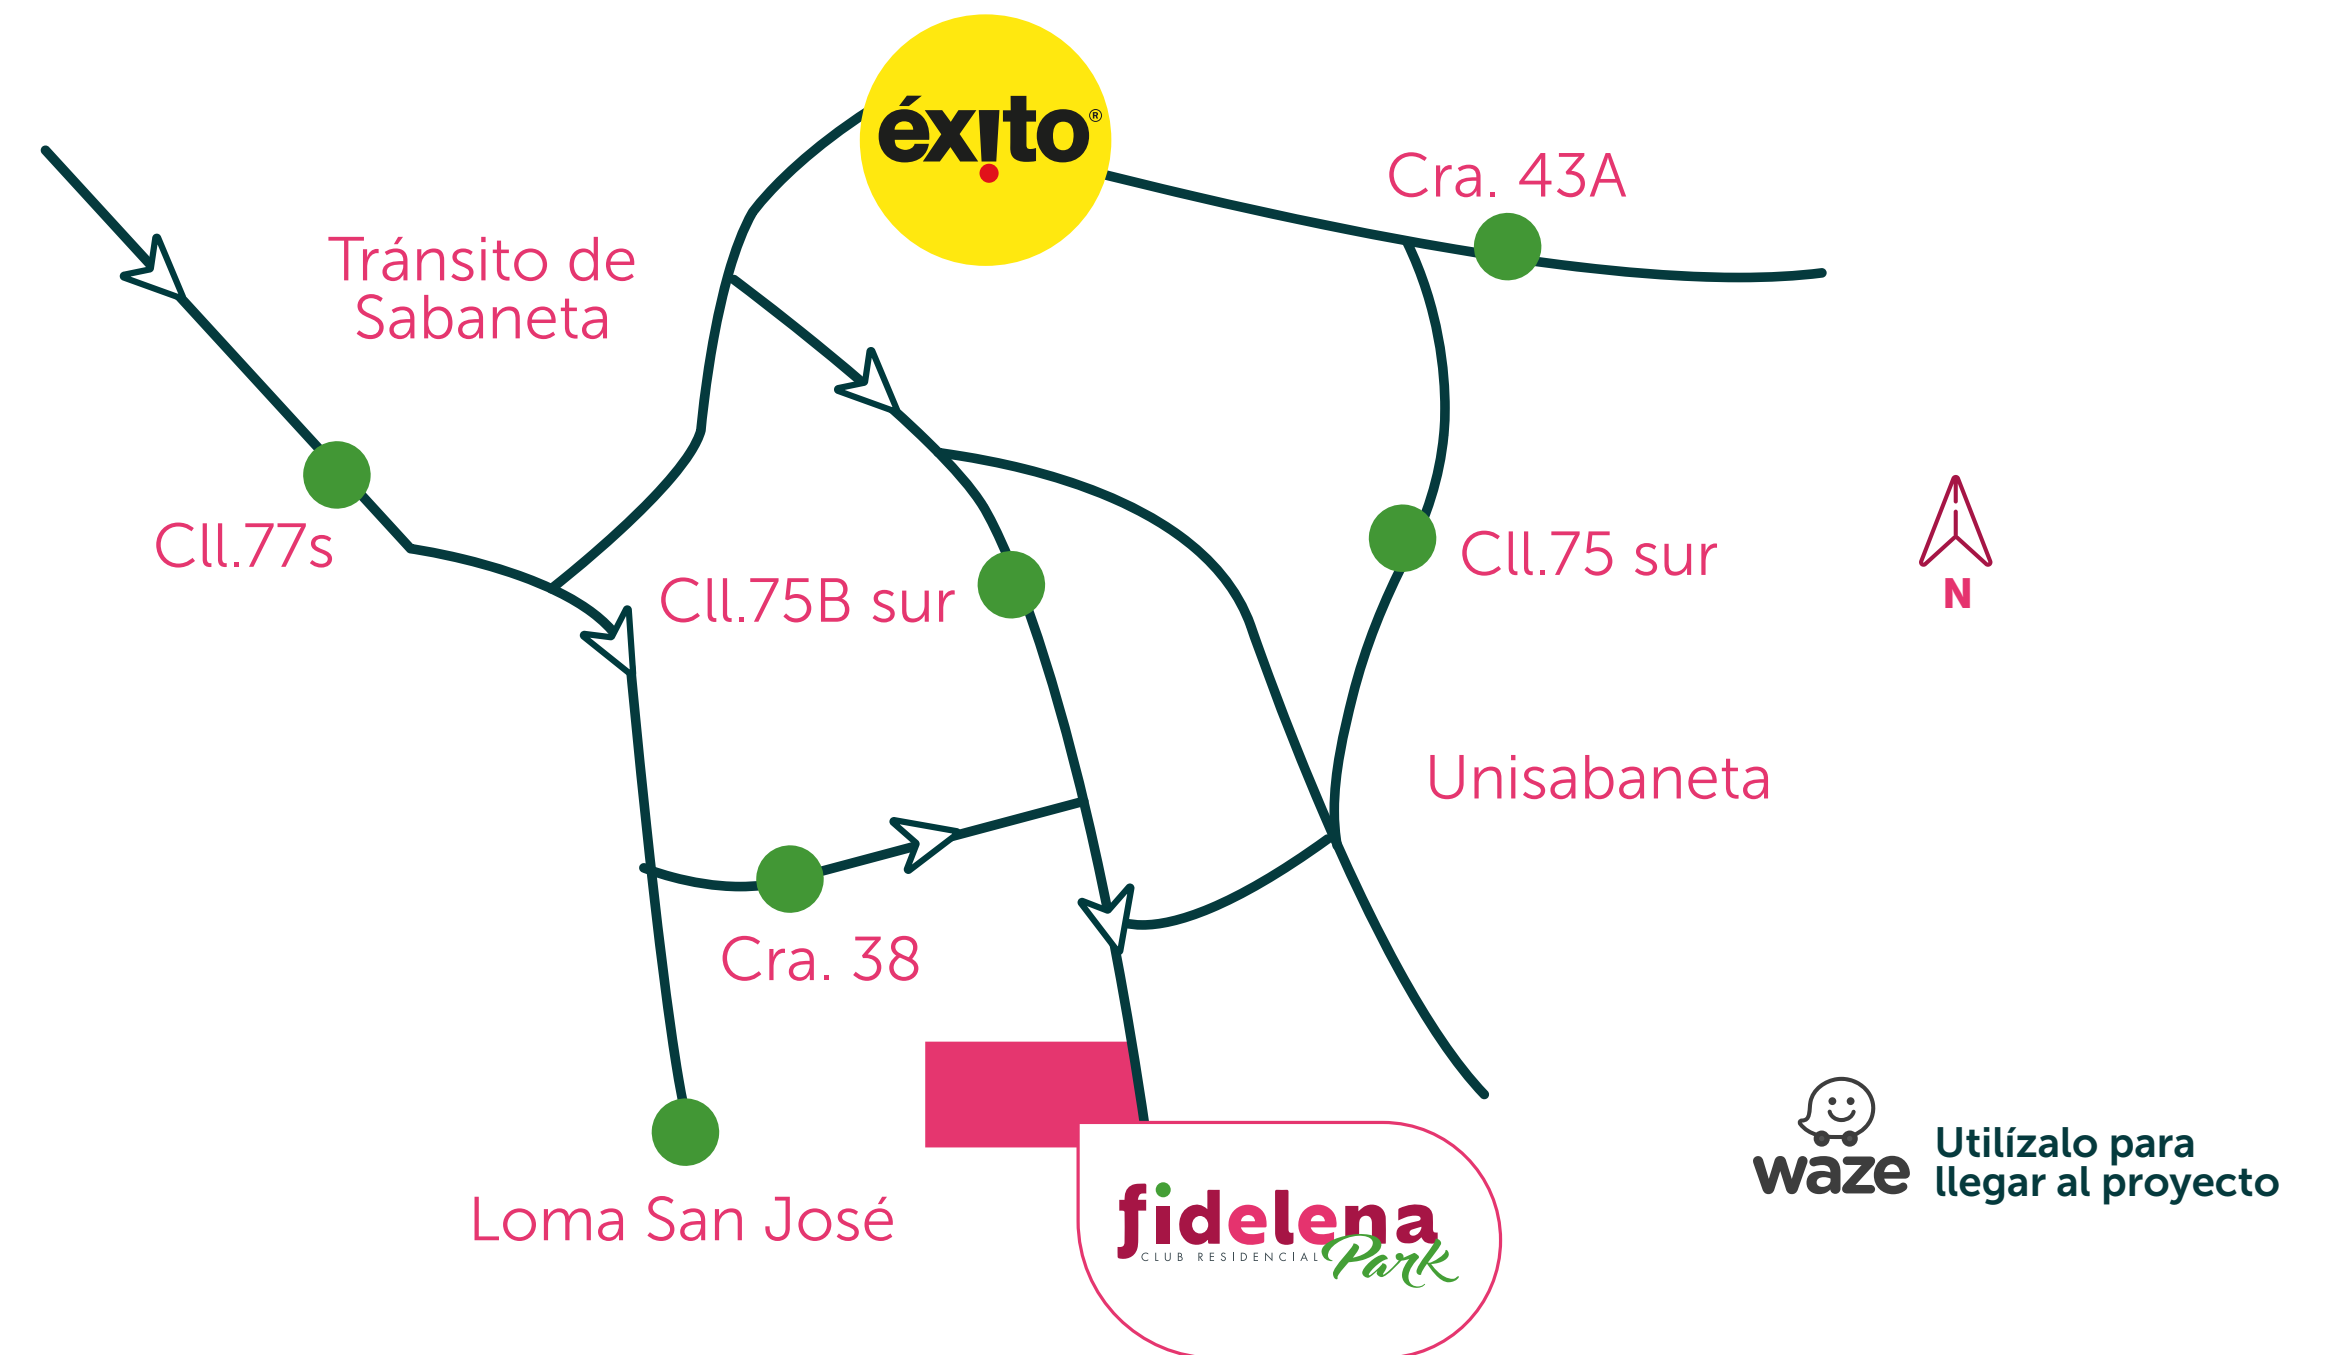 éxito®
Cra. 43A
Tránsito de
Sabaneta
Cll.77s
Cll.75B sur
Cll.75 sur
N
Unisabaneta
Cra. 38
Loma San José
fidelena
CLUB RESIDENCIAL
Park
waze
Utilízalo para
llegar al proyecto